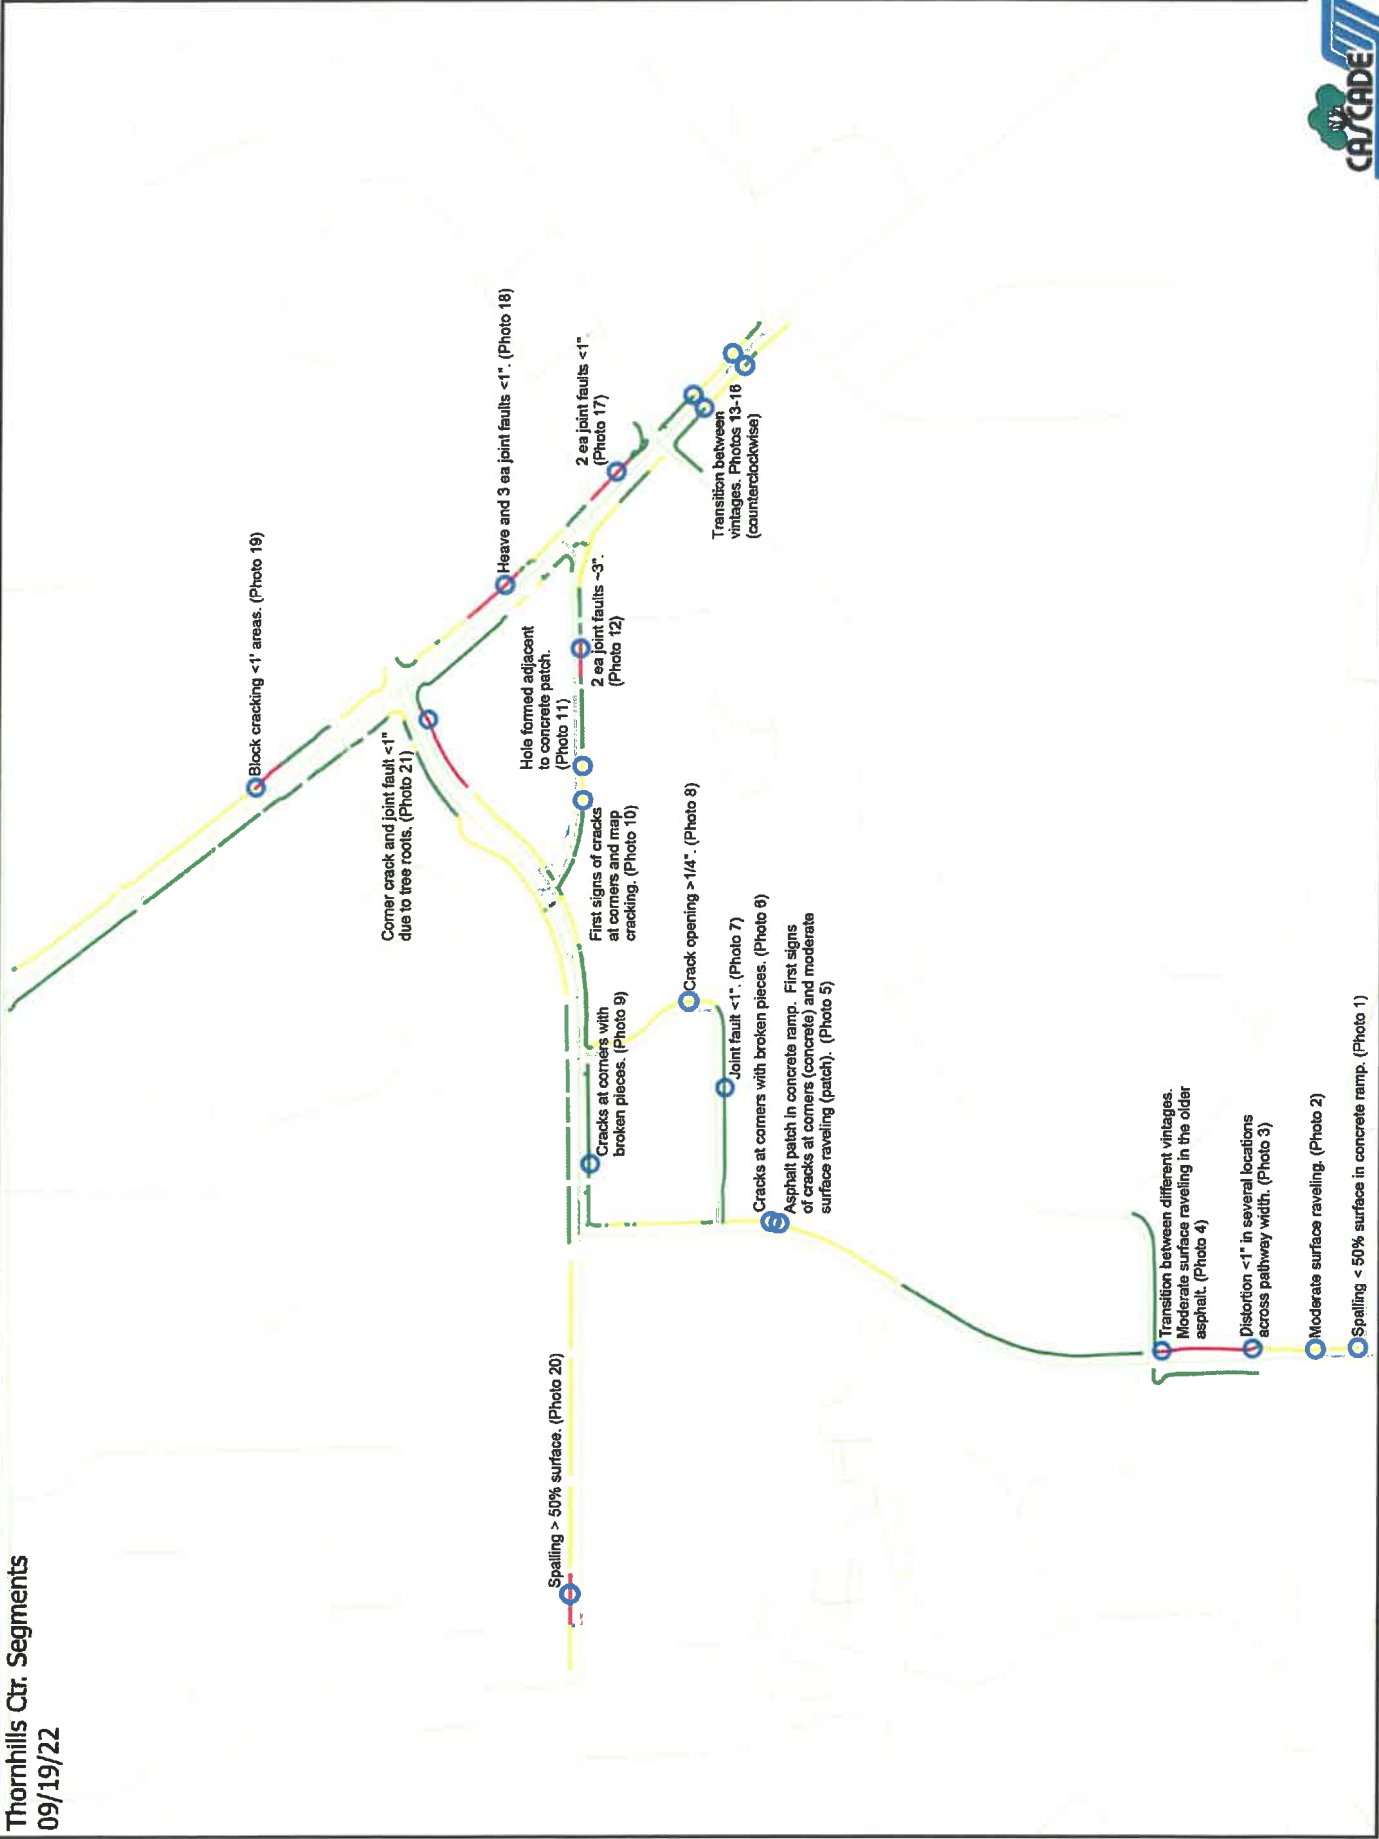 Thornhills Ctr. Segments
09/19/22
Block cracking <1' areas. (Photo 19)
Corner crack and joint fault <1"
due to tree roots. (Photo 21)
Heave and 3 ea joint faults <1". (Photo 18)
Hole formed adjacent
to concrete patch.
(Photo 11)
2 ea joint faults <1".
(Photo 17)
2 ea joint faults ~3".
(Photo 12)
Transition between
vintages. Photos 13-16
(counterclockwise)
First signs of cracks
at corners and map
cracking. (Photo 10)
Spalling > 50% surface. (Photo 20)
Cracks at corners with
broken pieces. (Photo 9)
Crack opening >1/4". (Photo 8)
Joint fault <1". (Photo 7)
Cracks at corners with broken pieces. (Photo 6)
Asphalt patch in concrete ramp. First signs
of cracks at corners (concrete) and moderate
surface raveling (patch). (Photo 5)
Transition between different vintages.
Moderate surface raveling in the older
asphalt. (Photo 4)
Distortion <1" in several locations
across pathway width. (Photo 3)
Moderate surface raveling. (Photo 2)
Spalling < 50% surface in concrete ramp. (Photo 1)
CASCADE